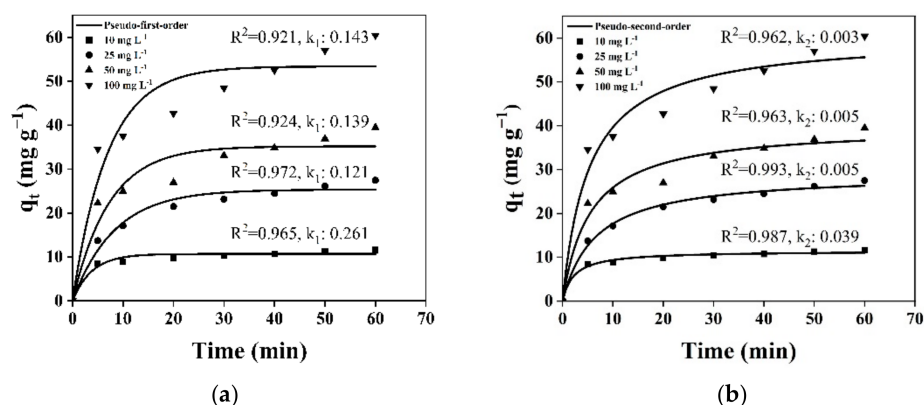 Pseudo-first-order
10 mg L⁻¹
25 mg L⁻¹
50 mg L⁻¹
100 mg L⁻¹
R²=0.921, k₁: 0.143
R²=0.924, k₁: 0.139
R²=0.972, k₁: 0.121
R²=0.965, k₁: 0.261
qₜ (mg g⁻¹)
60
50
40
30
20
10
0
0 10 20 30 40 50 60 70
Time (min)
(a)
Pseudo-second-order
10 mg L⁻¹
25 mg L⁻¹
50 mg L⁻¹
100 mg L⁻¹
R²=0.962, k₂: 0.003
R²=0.963, k₂: 0.005
R²=0.993, k₂: 0.005
R²=0.987, k₂: 0.039
qₜ (mg g⁻¹)
60
50
40
30
20
10
0
0 10 20 30 40 50 60 70
Time (min)
(b)